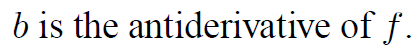 b is the antiderivative of f.